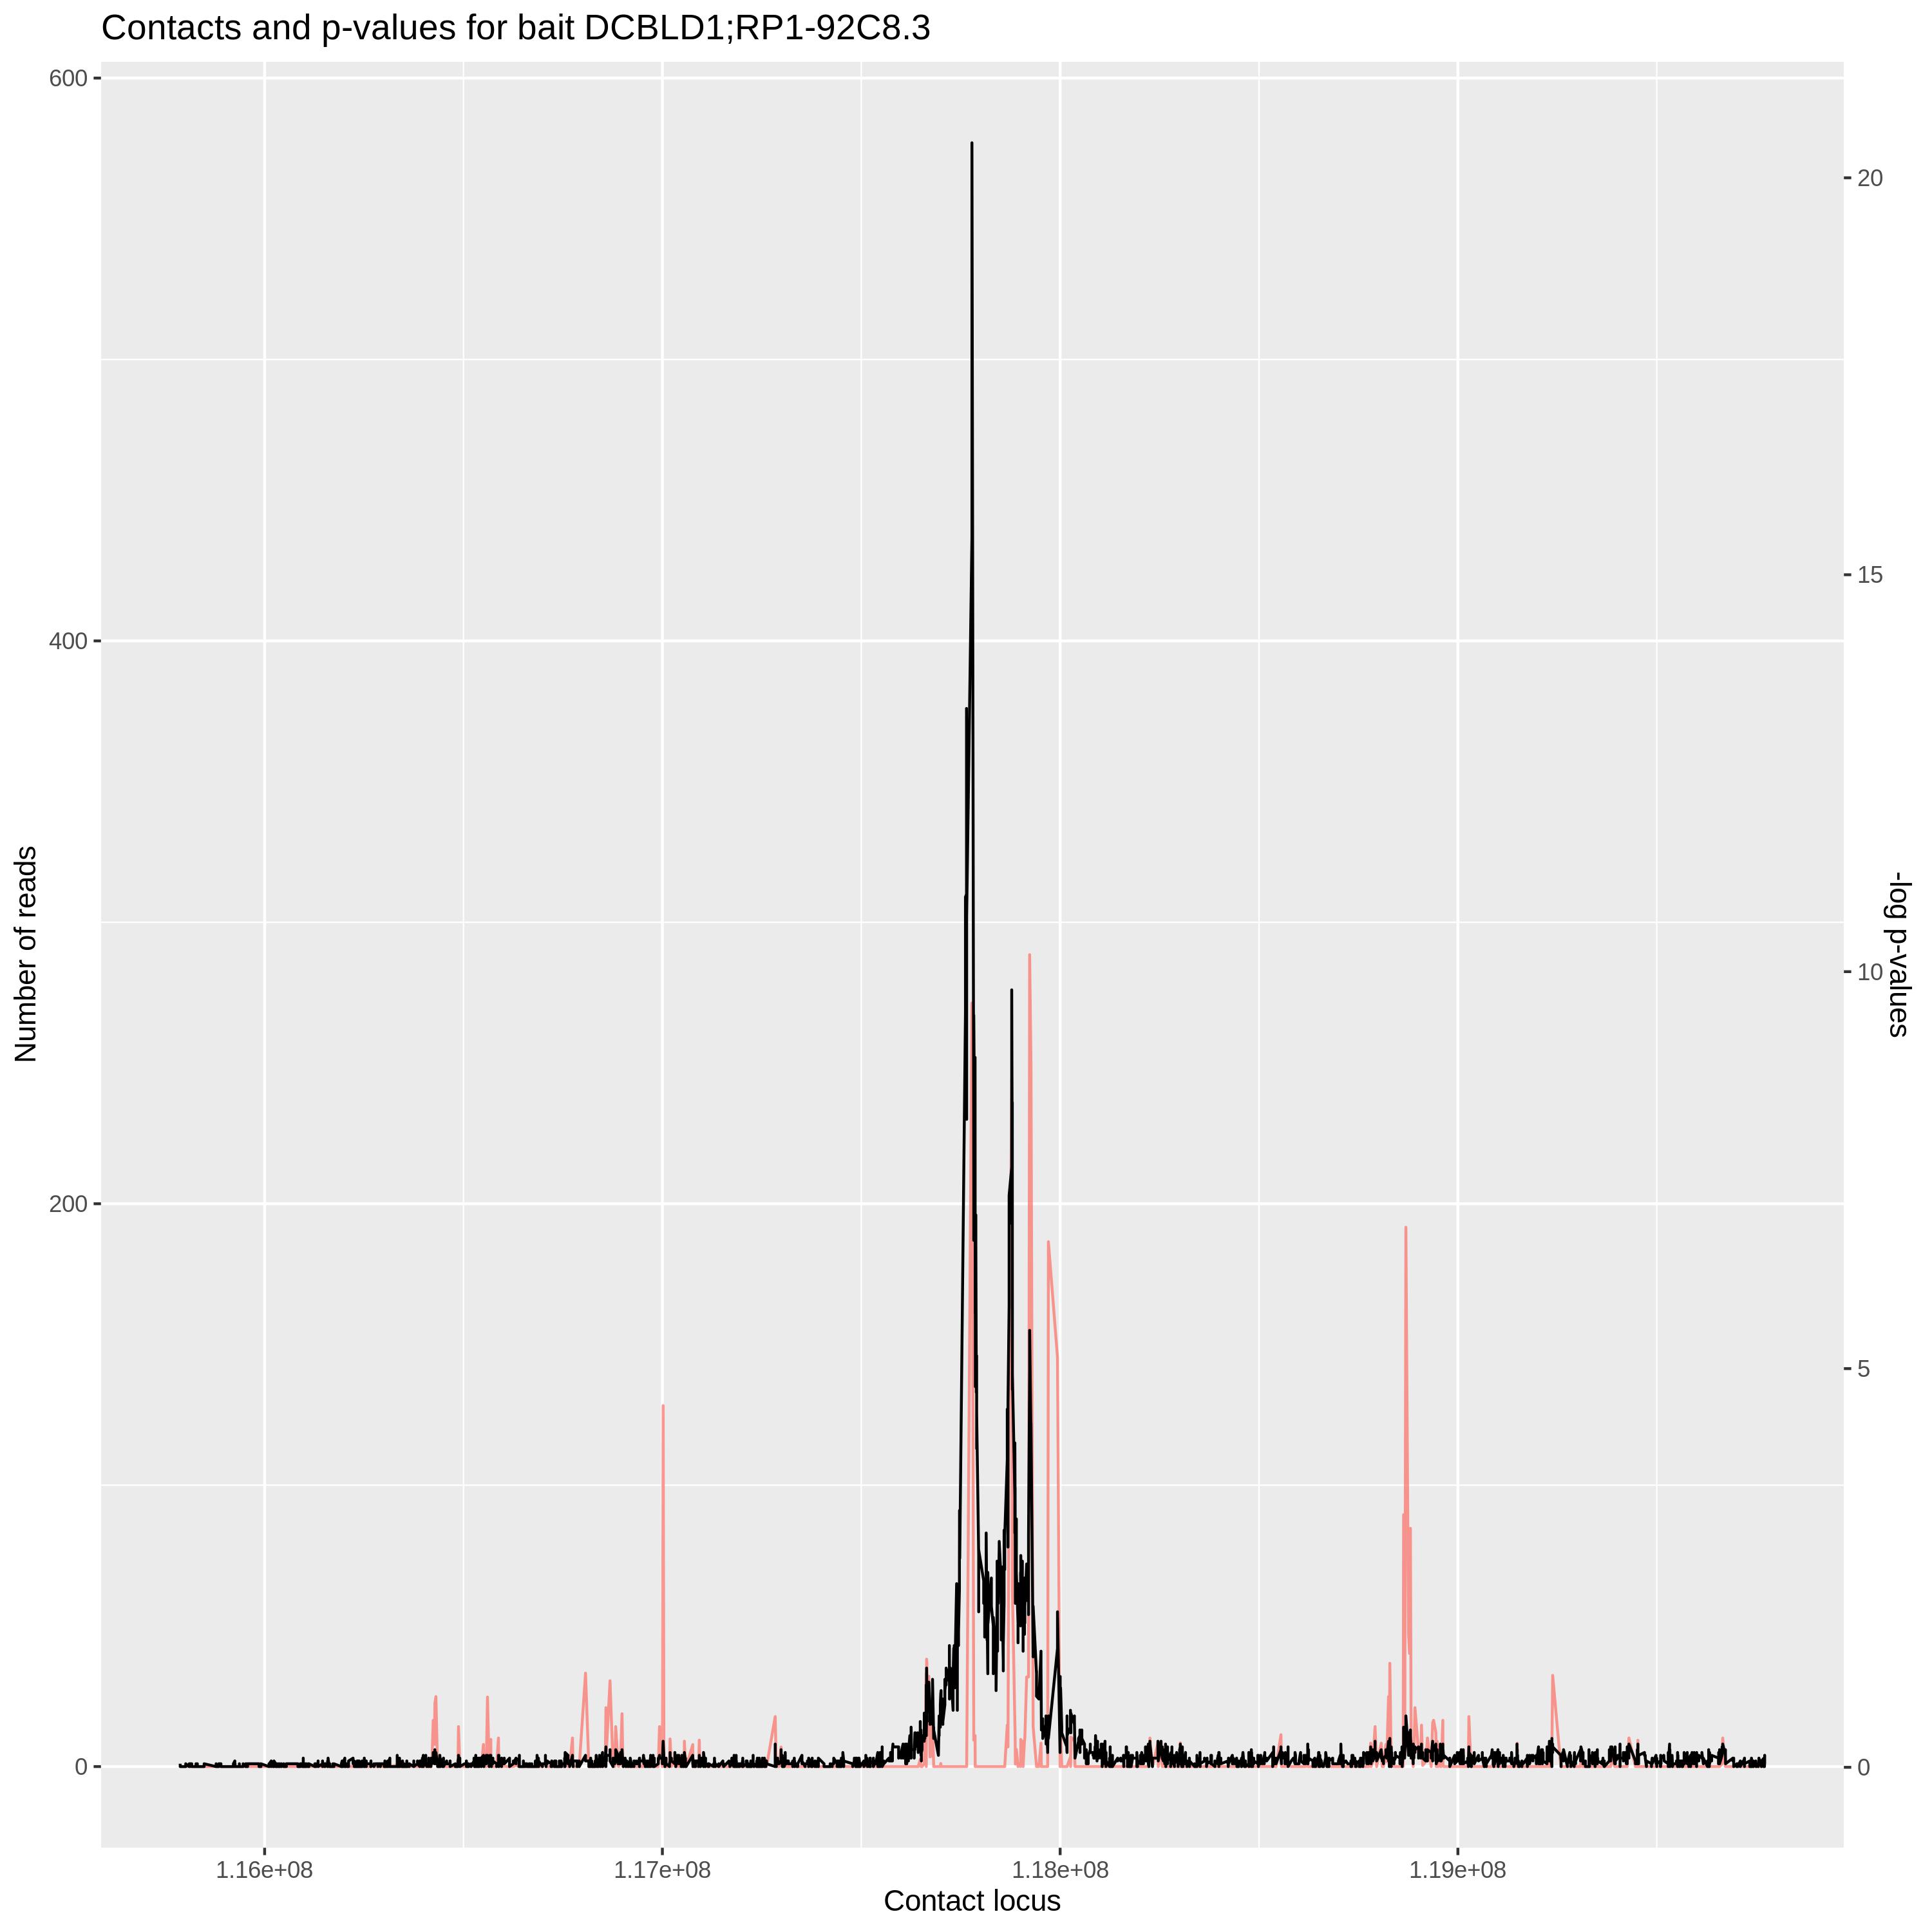 Contacts and p-values for bait DCBLD1;RP1-92C8.3
600
400
200
0
Number of reads
20
15
10
5
0
-log p-values
1.16e+08
1.17e+08
1.18e+08
1.19e+08
Contact locus